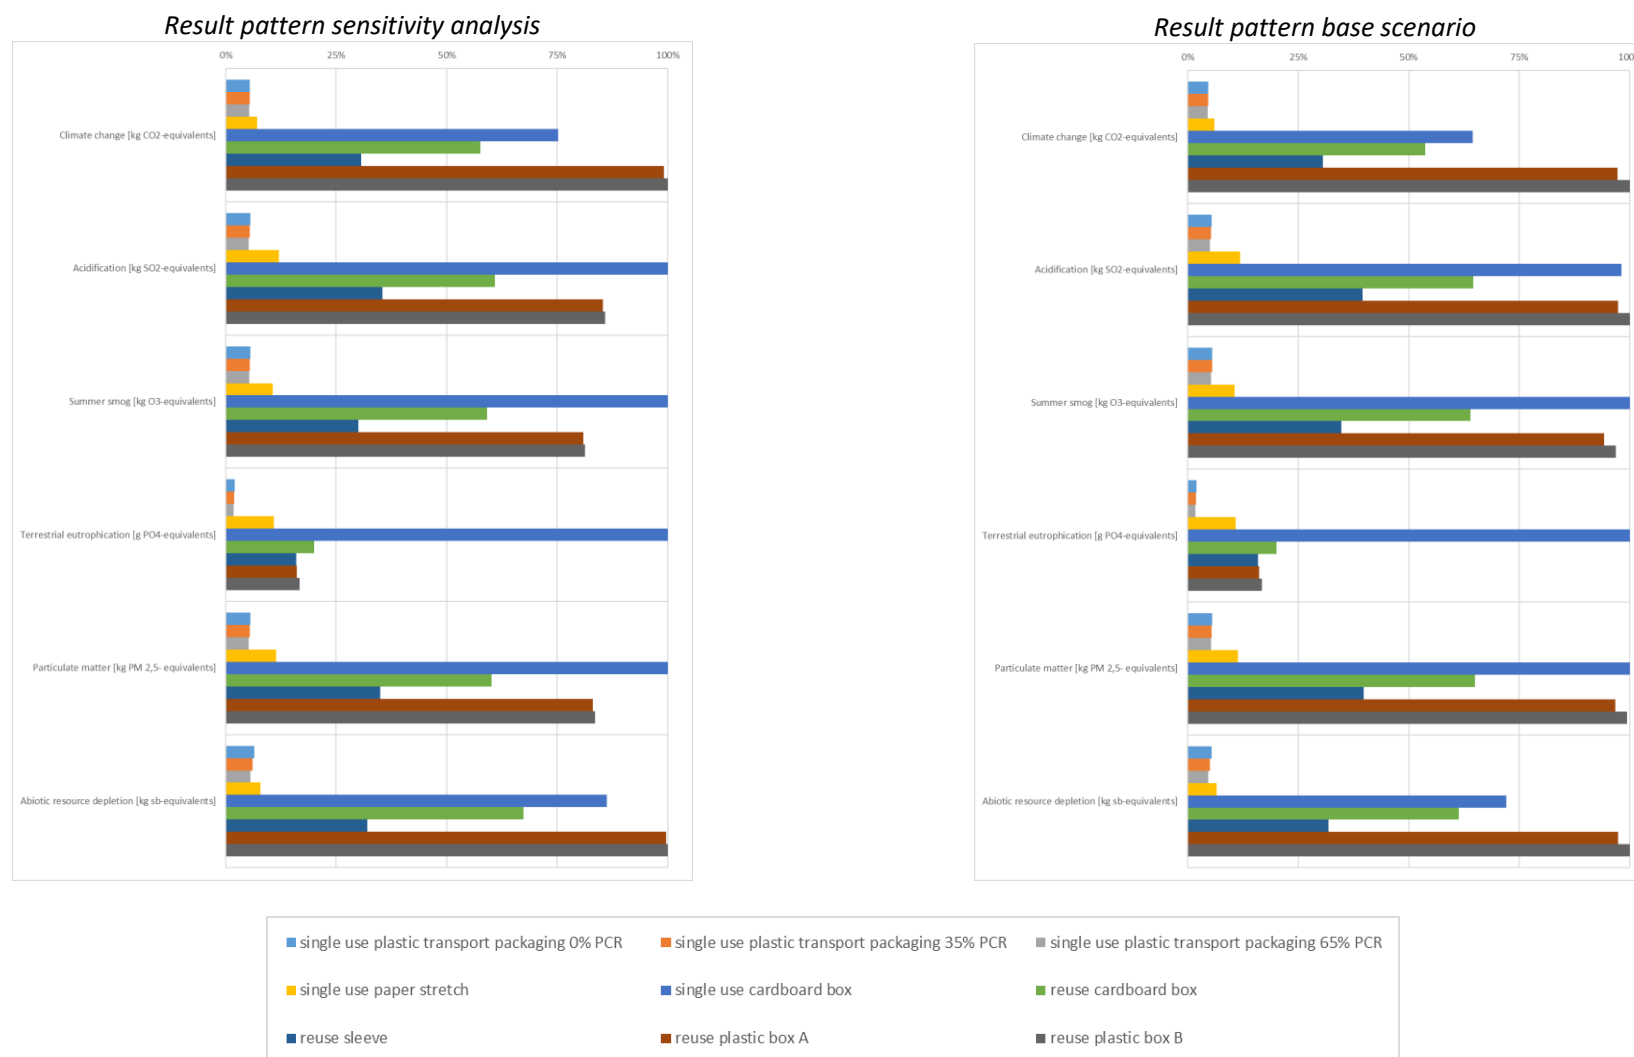 Result pattern sensitivity analysis
0% 25% 50% 75% 100%
Climate change [kg CO2-equivalents]
Acidification [kg SO2-equivalents]
Summer smog [kg O3-equivalents]
Terrestrial eutrophication [g PO4-equivalents]
Particulate matter [kg PM 2,5- equivalents]
Abiotic resource depletion [kg sb-equivalents]
Result pattern base scenario
0% 25% 50% 75% 100
Climate change [kg CO2-equivalents]
Acidification [kg SO2-equivalents]
Summer smog [kg O3-equivalents]
Terrestrial eutrophication [g PO4-equivalents]
Particulate matter [kg PM 2,5- equivalents]
Abiotic resource depletion [kg sb-equivalents]
single use plastic transport packaging 0% PCR single use plastic transport packaging 35% PCR single use plastic transport packaging 65% PCR
single use paper stretch single use cardboard box reuse cardboard box
reuse sleeve reuse plastic box A reuse plastic box B